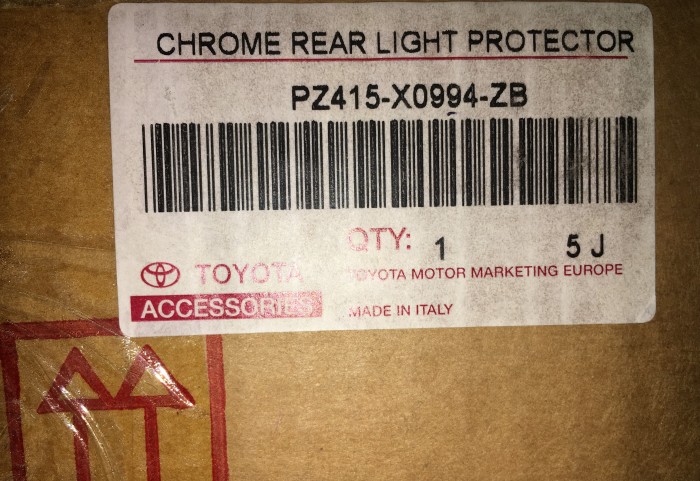 CHROME REAR LIGHT PROTECTOR
PZ415-X0994-ZB
QTY: 1 5 J
TOYOTA TOYOTA MOTOR MARKETING EUROPE
ACCESSORIES MADE IN ITALY